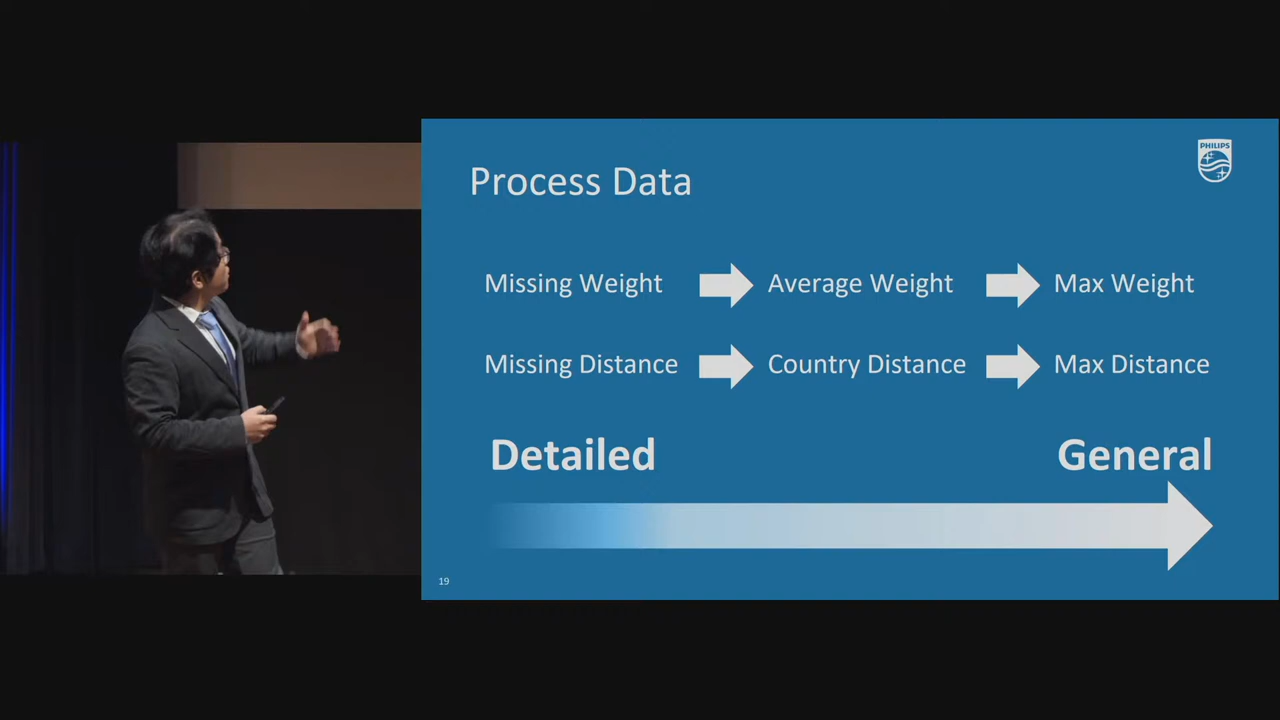 PHILIPS
Process Data
Missing Weight Average Weight Max Weight
Missing Distance Country Distance Max Distance
Detailed General
19